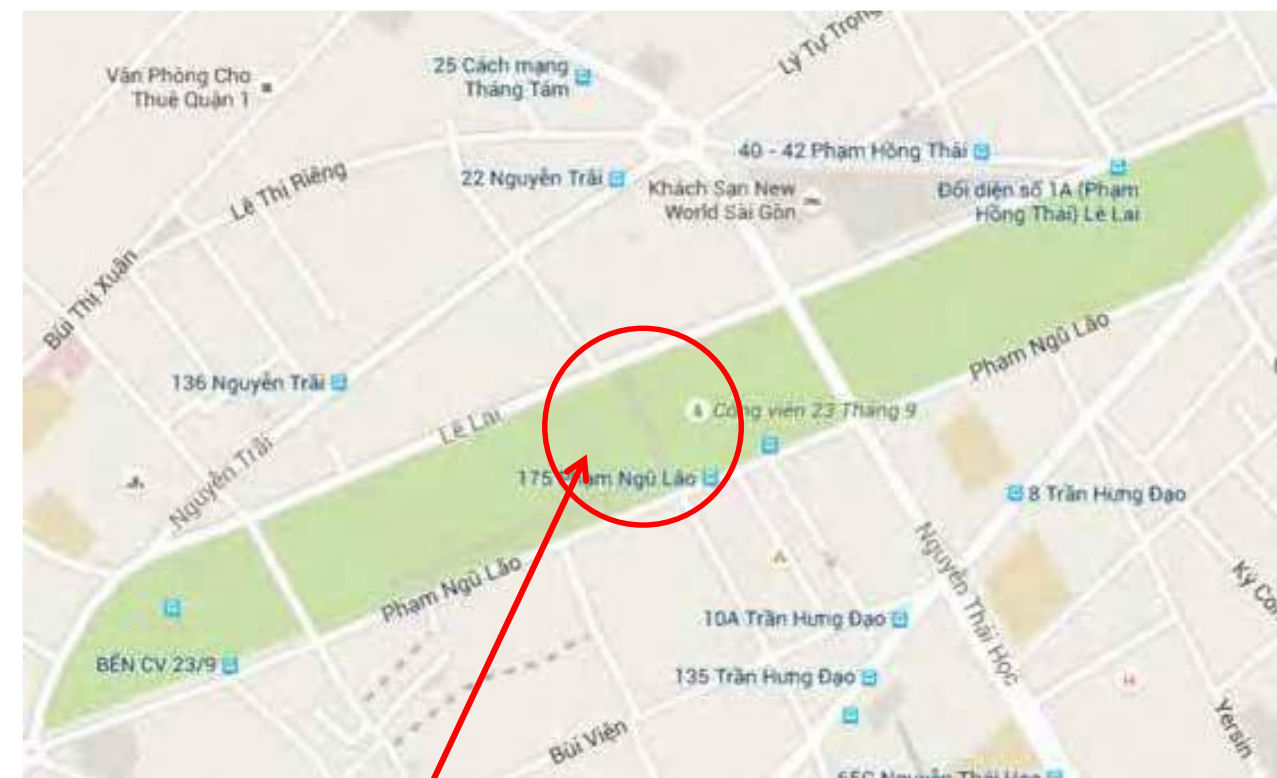 Lý Tự Trọng
25 Cách mạng
Tháng Tám
Văn Phòng Cho
Thuê Quận 1
40 - 42 Phạm Hồng Thái
Lê Thị Riêng
22 Nguyễn Trãi
Khách Sạn New
World Sài Gòn
Đối diện số 1A (Phạm
Hồng Thái) Lê Lai
Bùi Thị Xuân
Phạm Ngũ Lão
136 Nguyễn Trãi
Công viên 23 Tháng 9
Lê Lai
Nguyễn Trãi
175 Phạm Ngũ Lão
8 Trần Hưng Đạo
Phạm Ngũ Lão
Nguyễn Thái Học
10A Trần Hưng Đạo
BẾN CV 23/9
135 Trần Hưng Đạo
Bùi Viện
Yersin